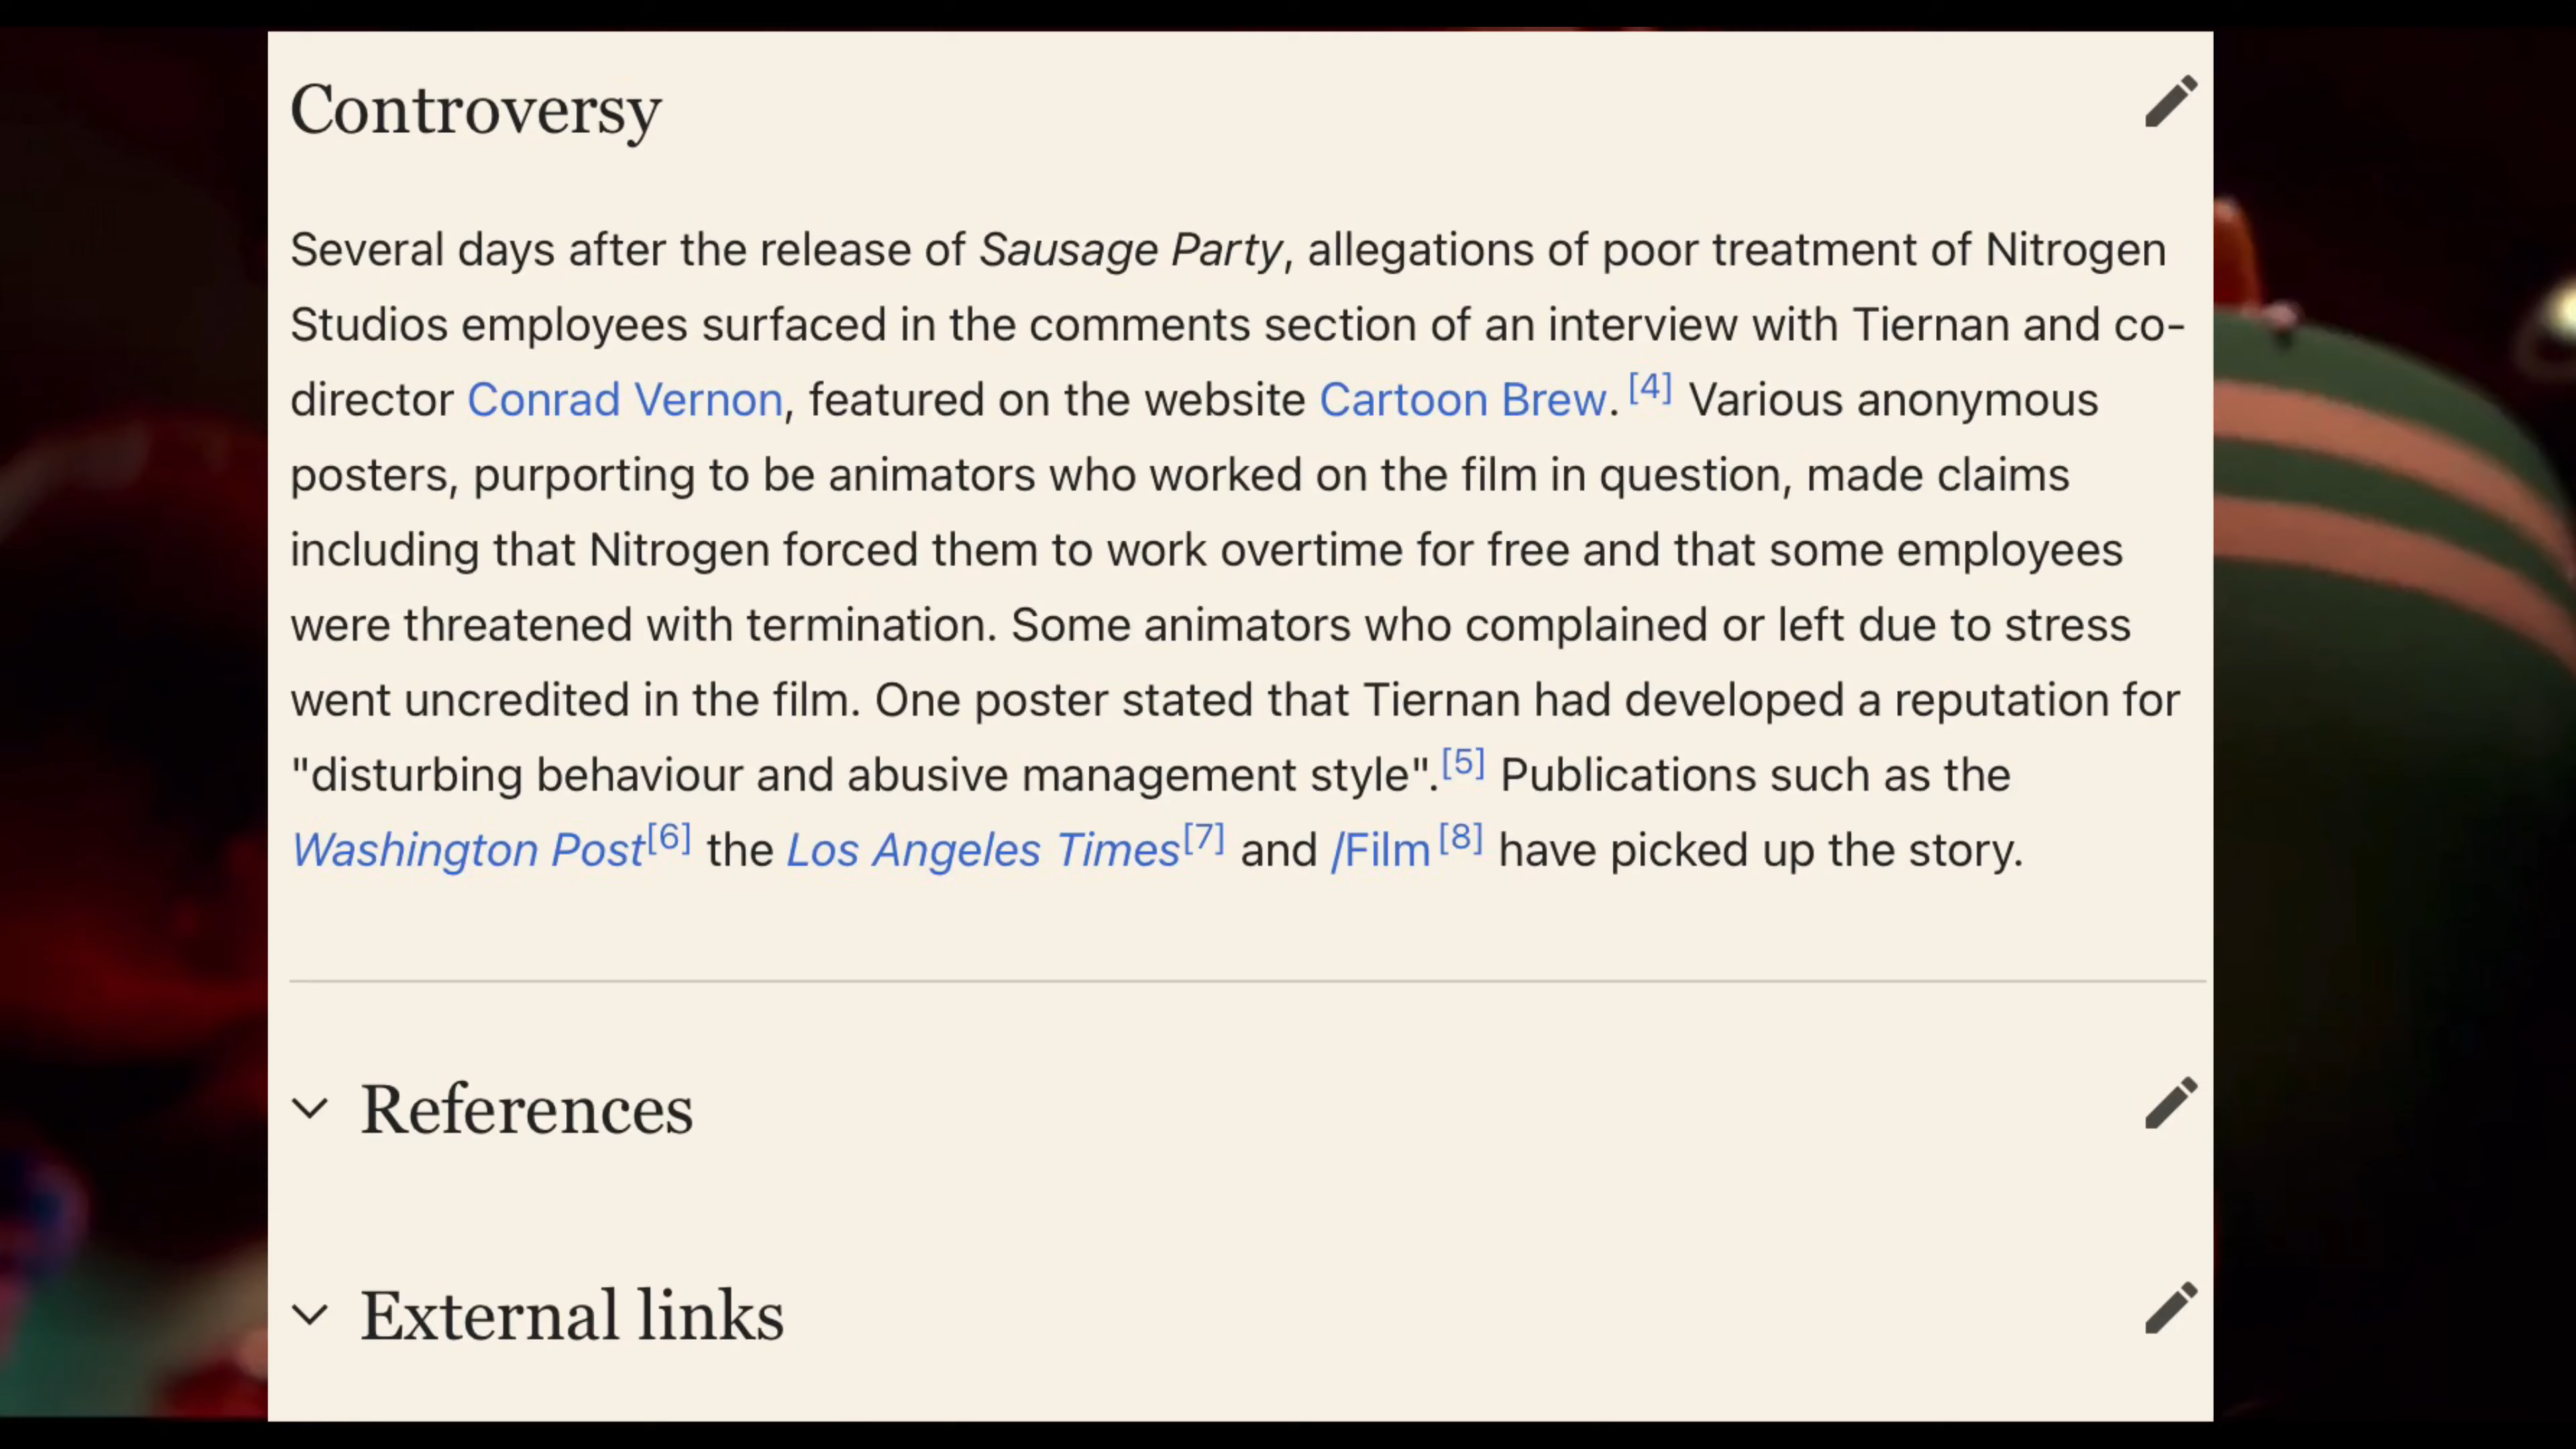 Controversy
Several days after the release of Sausage Party, allegations of poor treatment of Nitrogen
Studios employees surfaced in the comments section of an interview with Tiernan and co-
director Conrad Vernon, featured on the website Cartoon Brew.[4] Various anonymous
posters, purporting to be animators who worked on the film in question, made claims
including that Nitrogen forced them to work overtime for free and that some employees
were threatened with termination. Some animators who complained or left due to stress
went uncredited in the film. One poster stated that Tiernan had developed a reputation for
"disturbing behaviour and abusive management style".[5] Publications such as the
Washington Post[6] the Los Angeles Times[7] and /Film[8] have picked up the story.
References
External links